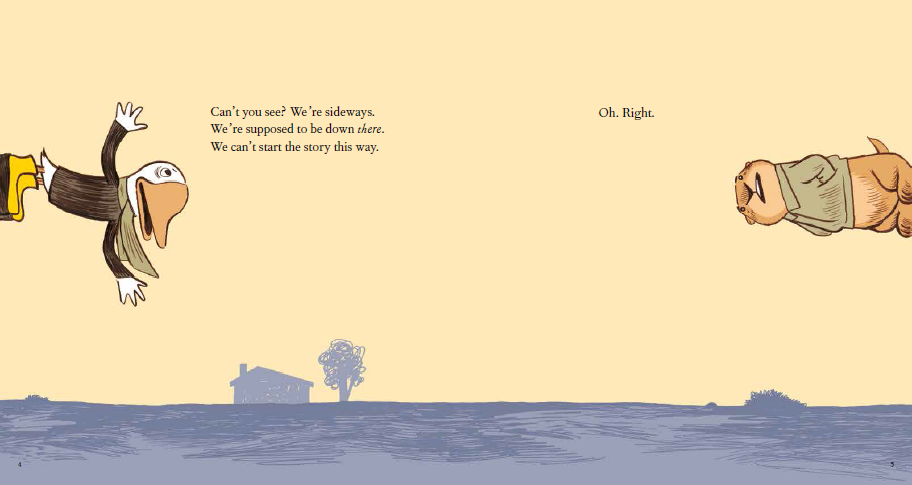 Can’t you see? We’re sideways.
We’re supposed to be down there.
We can’t start the story this way.
Oh. Right.
4
5